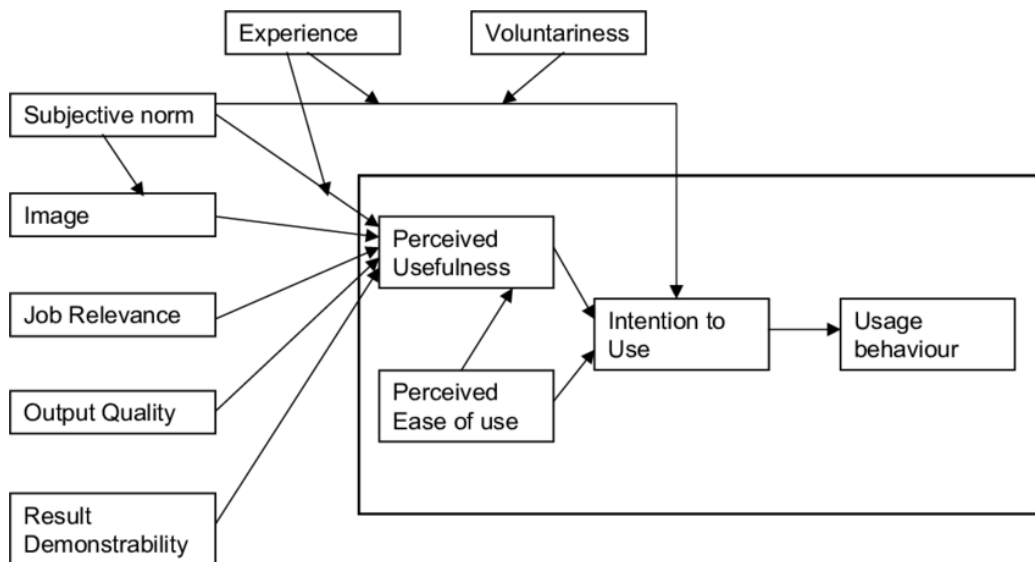 Experience
Voluntariness
Subjective norm
Image
Perceived
Usefulness
Job Relevance
Intention to
Use
Usage
behaviour
Perceived
Ease of use
Output Quality
Result
Demonstrability